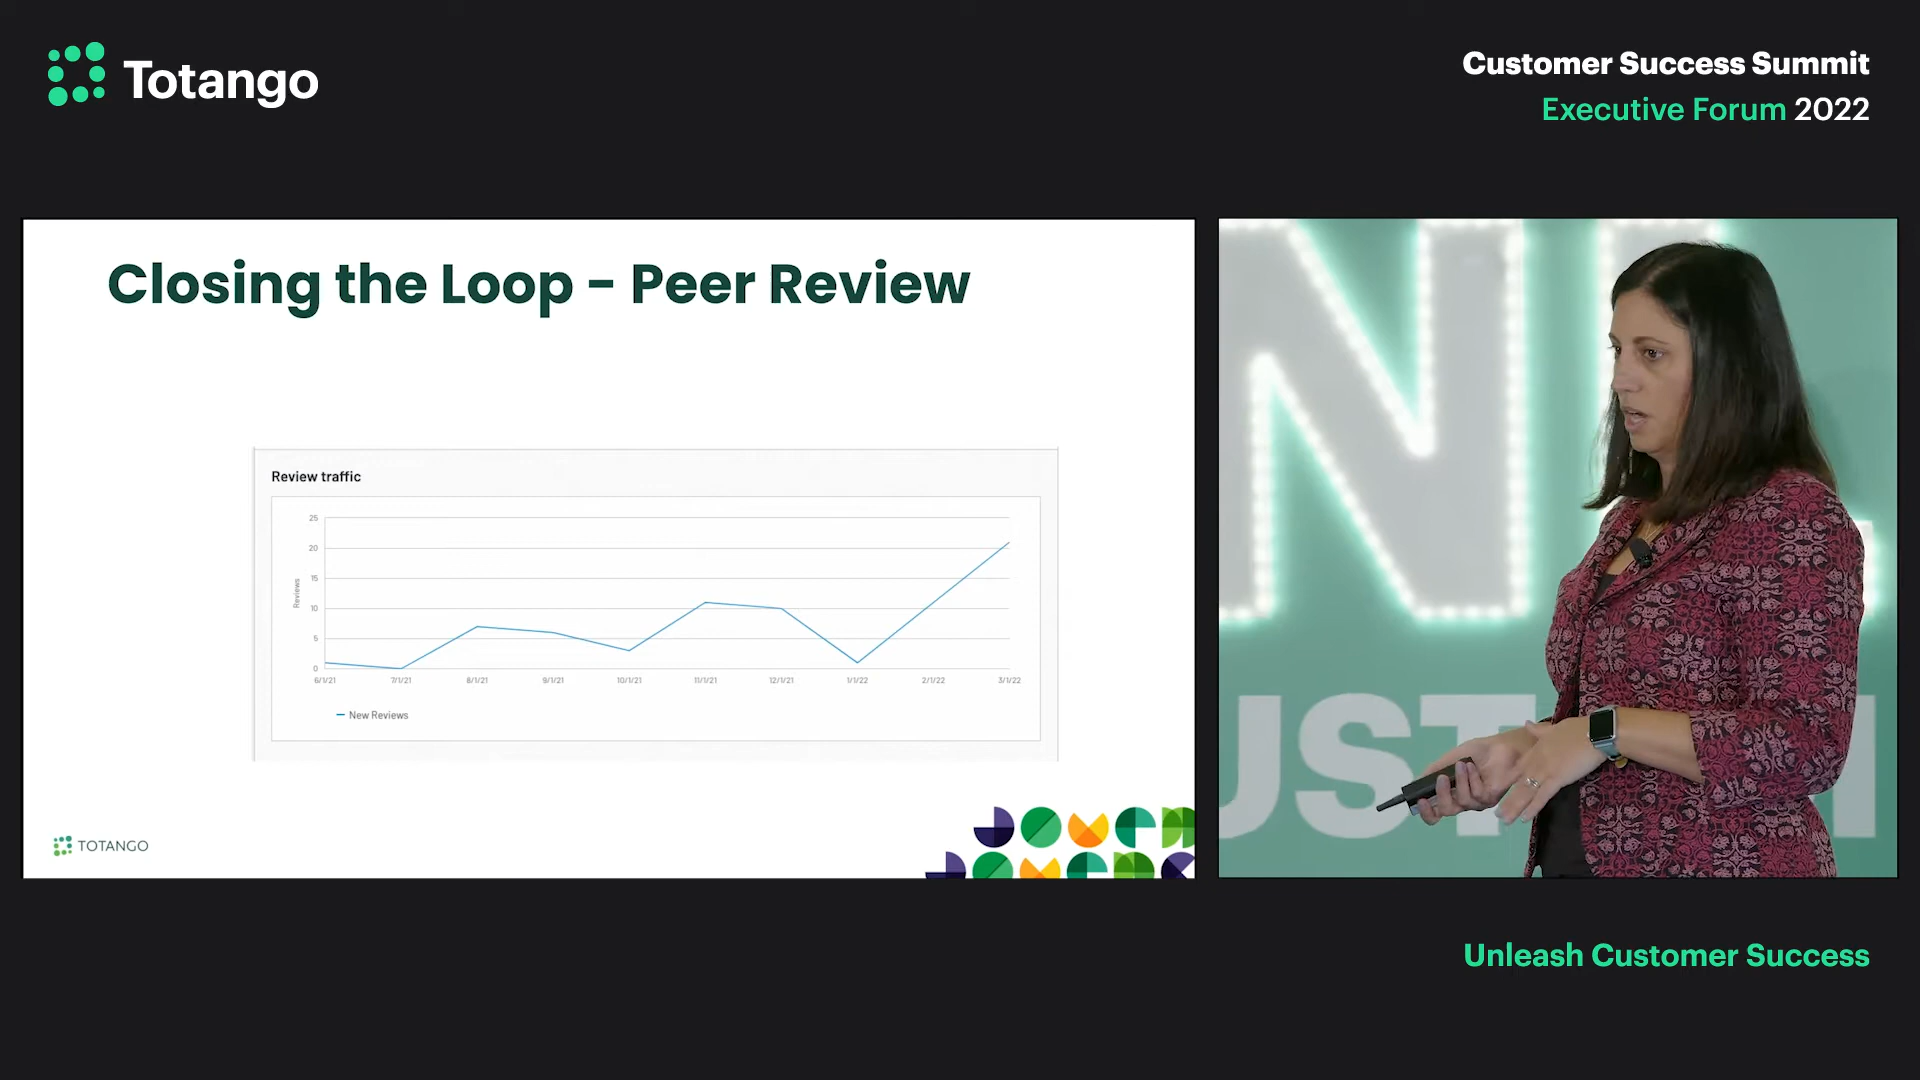 Totango
Customer Success Summit
Executive Forum 2022
Closing the Loop - Peer Review
Review traffic
25
20
15
10
5
0
Reviews
6/1/21 7/1/21 8/1/21 9/1/21 10/1/21 11/1/21 12/1/21 1/1/22 2/1/22 3/1/22
New Reviews
TOTANGO
N
UST
Unleash Customer Success